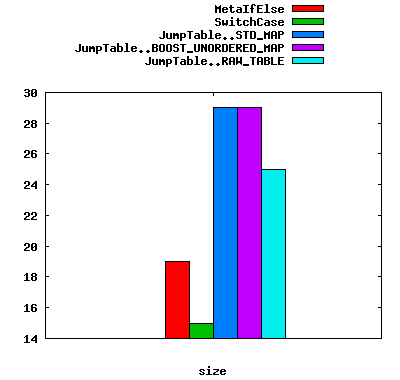 MetaIfElse
SwitchCase
JumpTable..STD_MAP
JumpTable..BOOST_UNORDERED_MAP
JumpTable..RAW_TABLE
30
28
26
24
22
20
18
16
14
size